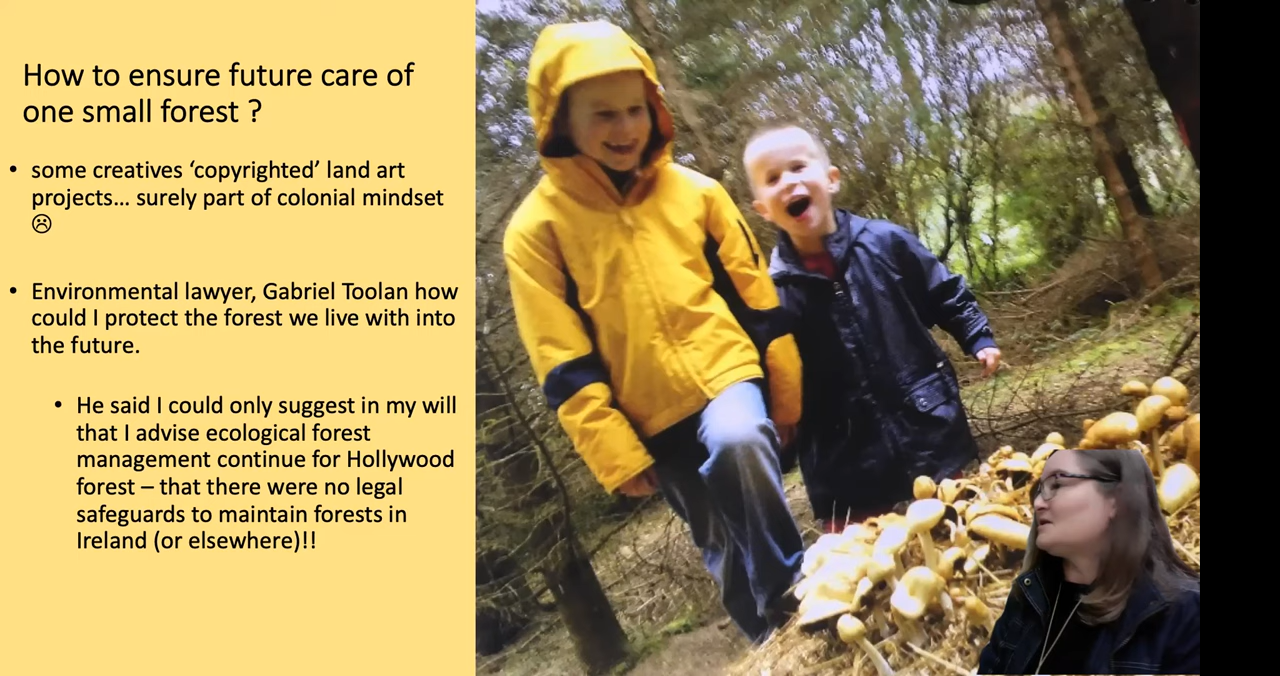 How to ensure future care of
one small forest ?
• some creatives ‘copyrighted’ land art
projects... surely part of colonial mindset
☹
• Environmental lawyer, Gabriel Toolan how
could I protect the forest we live with into
the future.
• He said I could only suggest in my will
that I advise ecological forest
management continue for Hollywood
forest – that there were no legal
safeguards to maintain forests in
Ireland (or elsewhere)!!